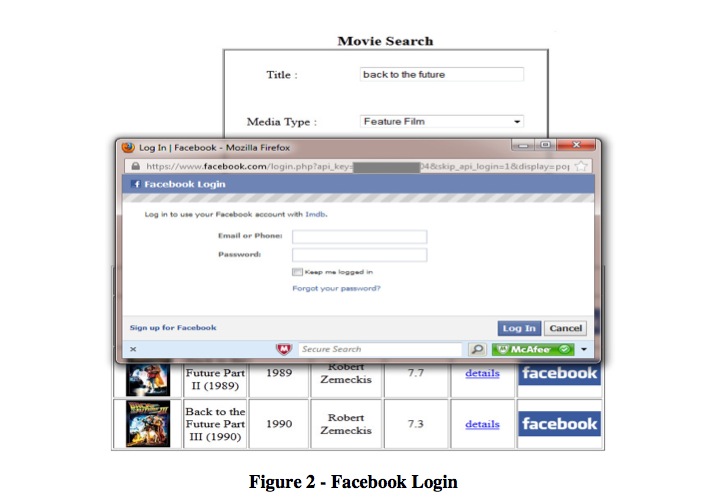 Movie Search
Title :
back to the future
Media Type :
Feature Film
Log In | Facebook - Mozilla Firefox
https://www.facebook.com/login.php?api_key= 04&skip_api_login=1&display=pop
f Facebook Login
Log in to use your Facebook account with Imdb.
Email or Phone:
Password:
Keep me logged in
Forgot your password?
Sign up for Facebook
Log In Cancel
× Secure Search McAfee
Future Part
II (1989)
1989
Robert
Zemeckis
7.7
details
facebook
Back to the
Future Part
III (1990)
1990
Robert
Zemeckis
7.3
details
facebook
Figure 2 - Facebook Login